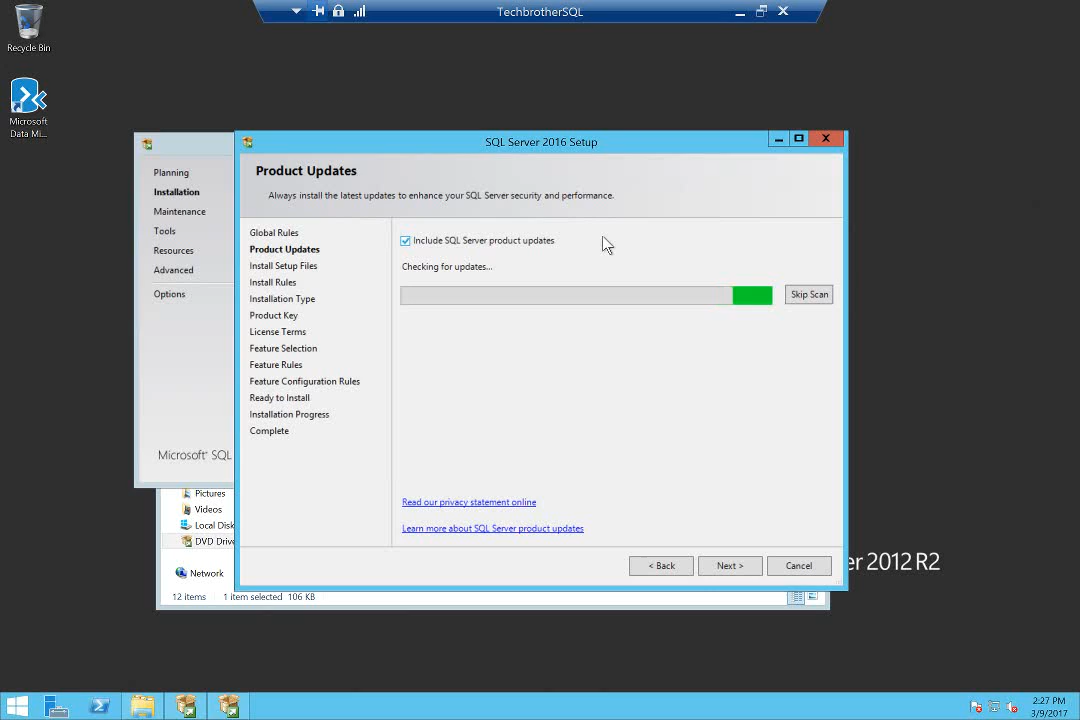 TechbrotherSQL
Recycle Bin
Microsoft
Data Mi...
SQL Server 2016 Setup
Product Updates
Always install the latest updates to enhance your SQL Server security and performance.
Planning
Installation
Maintenance
Tools
Resources
Advanced
Options
Microsoft SQL
Global Rules
Product Updates
Install Setup Files
Install Rules
Installation Type
Product Key
License Terms
Feature Selection
Feature Rules
Feature Configuration Rules
Ready to Install
Installation Progress
Complete
Include SQL Server product updates
Checking for updates...
Skip Scan
Read our privacy statement online
Learn more about SQL Server product updates
< Back
Next >
Cancel
Pictures
Videos
Local Disk
DVD Drive
Network
12 items
1 item selected 106 KB
er 2012 R2
2:27 PM
3/9/2017